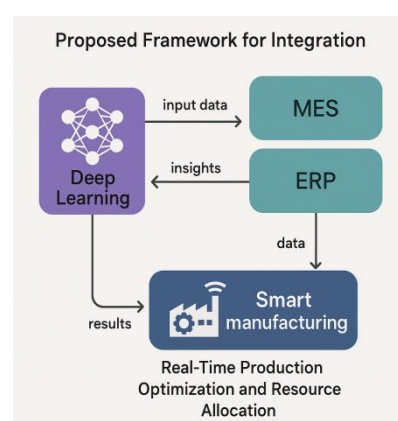 Proposed Framework for Integration
input data
MES
Deep
Learning
insights
ERP
data
results
Smart
manufacturing
Real-Time Production
Optimization and Resource
Allocation